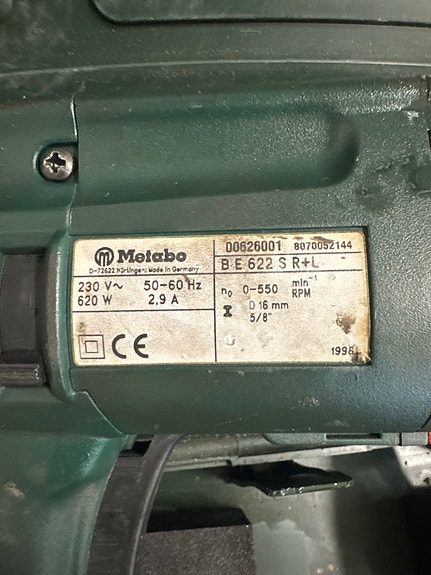 Metabo
D-72622 Nürtingen, Made in Germany
230 V~ 50-60 Hz
620 W 2,9 A
CE
00626001 8070052144
B E 622 S R+L
n₀ 0-550 min⁻¹ RPM
16 mm
5/8"
1998